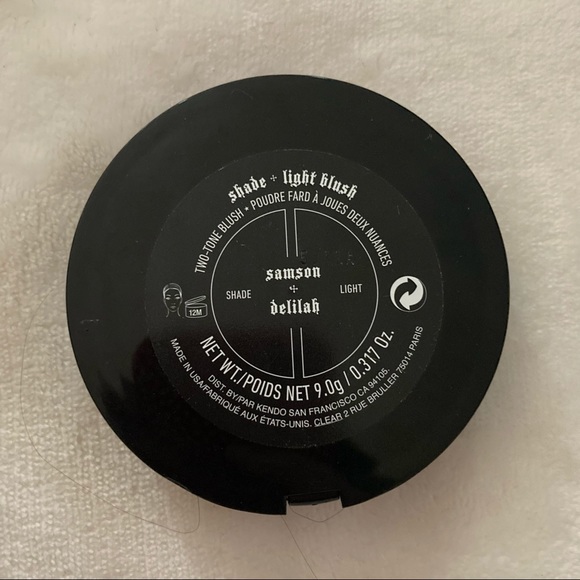 shade + light blush
TWO-TONE BLUSH • POUDRE FARD À JOUES DEUX NUANCES
samson
+
delilah
SHADE
LIGHT
12M
NET WT./POIDS NET 9.0g / 0.317 Oz.
DIST. BY/PAR KENDO SAN FRANCISCO CA 94105.
MADE IN USA/FABRIQUÉ AUX ÉTATS-UNIS. CLEAR 2 RUE BRULLER 75014 PARIS